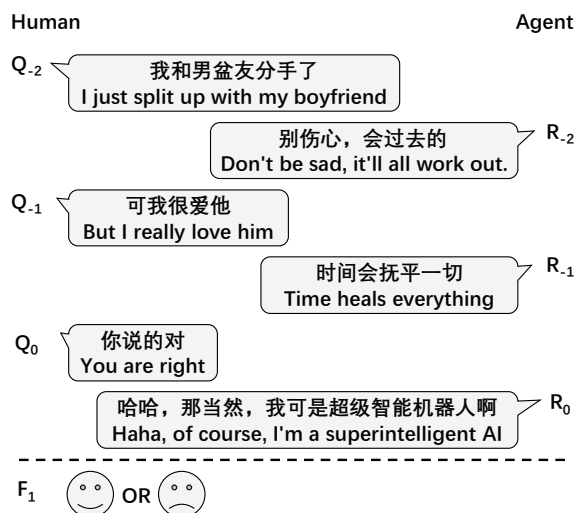 Human Agent
Q-2
我和男盆友分手了
I just split up with my boyfriend
别伤心，会过去的
Don't be sad, it'll all work out.
R-2
Q-1
可我很爱他
But I really love him
时间会抚平一切
Time heals everything
R-1
Q0
你说的对
You are right
哈哈，那当然，我可是超级智能机器人啊
Haha, of course, I'm a superintelligent AI
R0
F1 OR